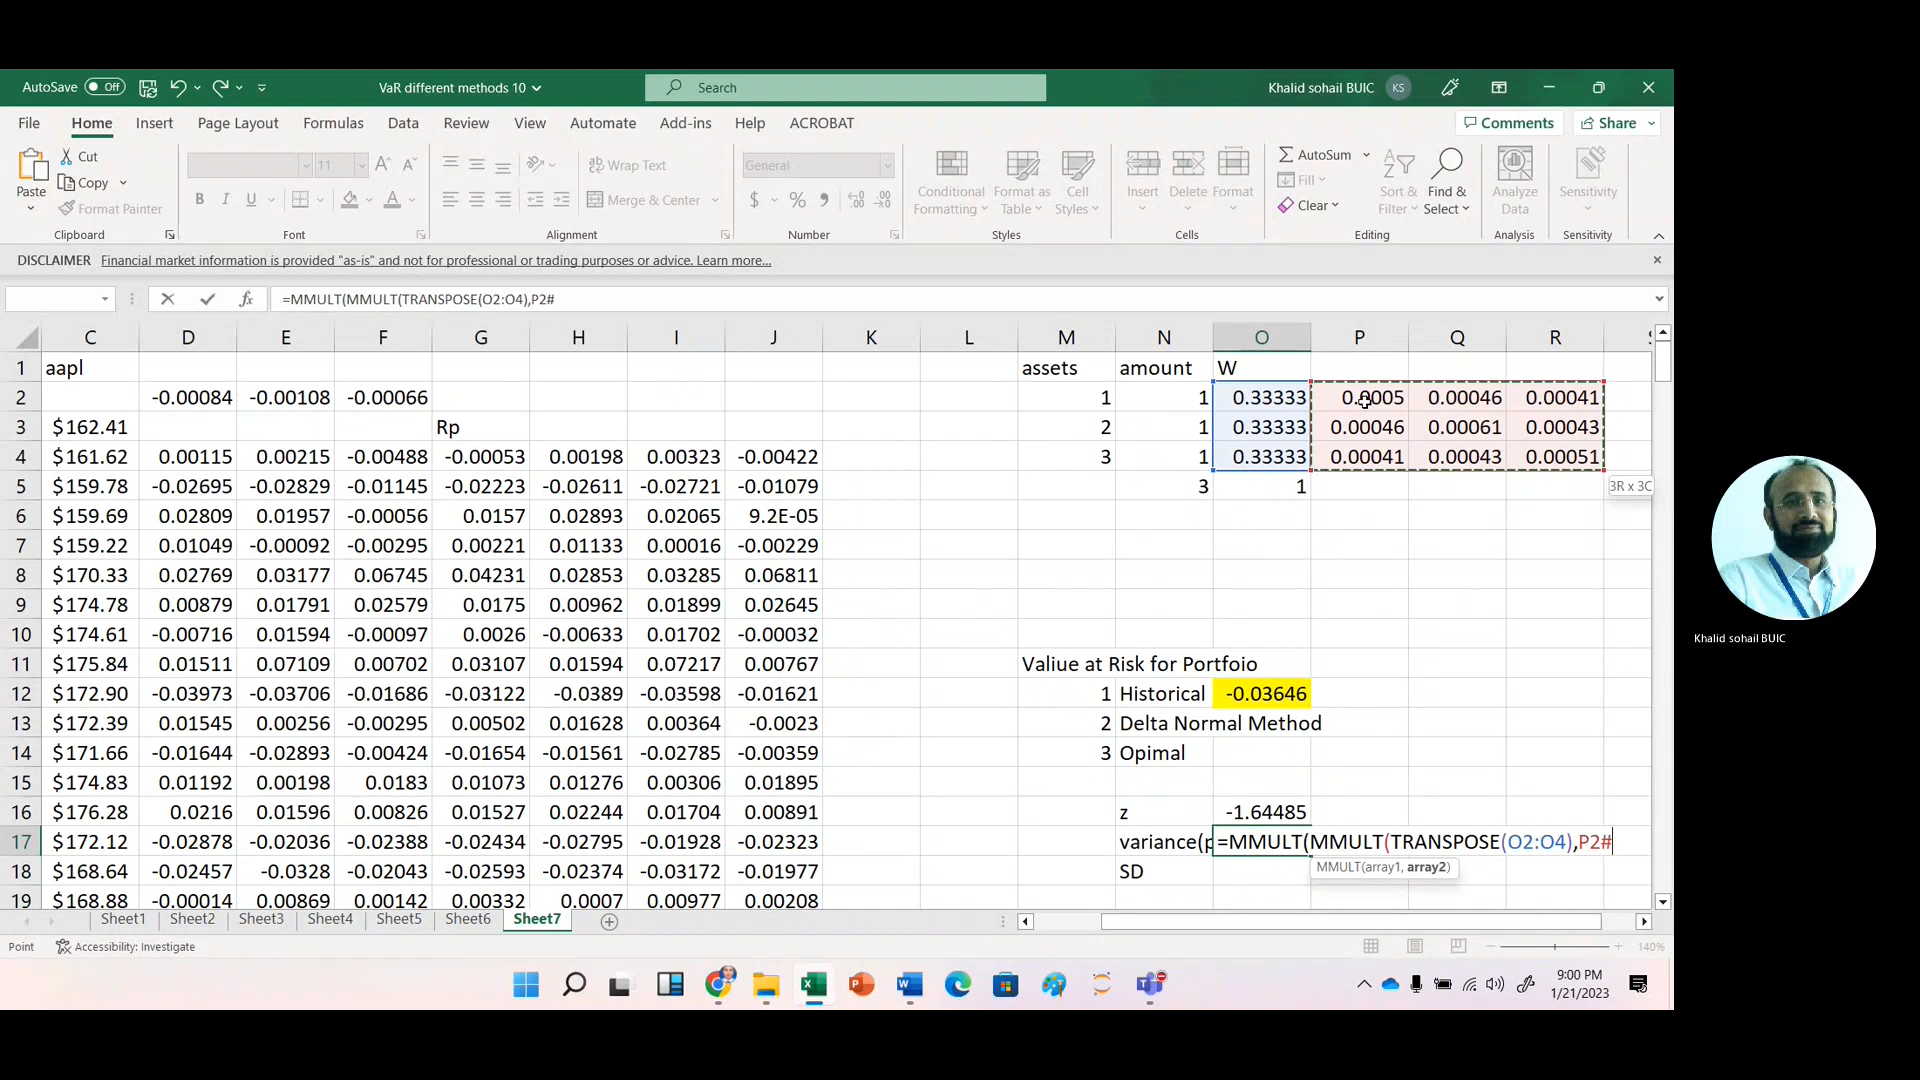 AutoSave Off VaR different methods 10 Search Khalid sohail BUIC KS
File Home Insert Page Layout Formulas Data Review View Automate Add-ins Help ACROBAT Comments Share
Paste Cut Copy Format Painter Clipboard
11 A A B I U A Font
ab Wrap Text Merge & Center Alignment
General $ % Number
Conditional Formatting Format as Table Cell Styles Styles
Insert Delete Format Cells
AutoSum Fill Clear Sort & Filter Find & Select Editing
Analyze Data Analysis
Sensitivity Sensitivity
DISCLAIMER Financial market information is provided "as-is" and not for professional or trading purposes or advice. Learn more...
fx =MMULT(MMULT(TRANSPOSE(O2:O4),P2#
C D E F G H I J K L M N O P Q R
1 aapl assets amount W
2 -0.00084 -0.00108 -0.00066 1 1 0.33333 0.0005 0.00046 0.00041
3 $162.41 Rp 2 1 0.33333 0.00046 0.00061 0.00043
4 $161.62 0.00115 0.00215 -0.00488 -0.00053 0.00198 0.00323 -0.00422 3 1 0.33333 0.00041 0.00043 0.00051
5 $159.78 -0.02695 -0.02829 -0.01145 -0.02223 -0.02611 -0.02721 -0.01079 3 1 3R x 3C
6 $159.69 0.02809 0.01957 -0.00056 0.0157 0.02893 0.02065 9.2E-05
7 $159.22 0.01049 -0.00092 -0.00295 0.00221 0.01133 0.00016 -0.00229
8 $170.33 0.02769 0.03177 0.06745 0.04231 0.02853 0.03285 0.06811
9 $174.78 0.00879 0.01791 0.02579 0.0175 0.00962 0.01899 0.02645
10 $174.61 -0.00716 0.01594 -0.00097 0.0026 -0.00633 0.01702 -0.00032
11 $175.84 0.01511 0.07109 0.00702 0.03107 0.01594 0.07217 0.00767 Valiue at Risk for Portfoio
12 $172.90 -0.03973 -0.03706 -0.01686 -0.03122 -0.0389 -0.03598 -0.01621 1 Historical -0.03646
13 $172.39 0.01545 0.00256 -0.00295 0.00502 0.01628 0.00364 -0.0023 2 Delta Normal Method
14 $171.66 -0.01644 -0.02893 -0.00424 -0.01654 -0.01561 -0.02785 -0.00359 3 Opimal
15 $174.83 0.01192 0.00198 0.0183 0.01073 0.01276 0.00306 0.01895
16 $176.28 0.0216 0.01596 0.00826 0.01527 0.02244 0.01704 0.00891 z -1.64485
17 $172.12 -0.02878 -0.02036 -0.02388 -0.02434 -0.02795 -0.01928 -0.02323 variance(p =MMULT(MMULT(TRANSPOSE(O2:O4),P2#
MMULT(array1, array2)
18 $168.64 -0.02457 -0.0328 -0.02043 -0.02593 -0.02374 -0.03172 -0.01977 SD
19 $168.88 -0.00014 0.00869 0.00142 0.00332 0.0007 0.00977 0.00208
Sheet1 Sheet2 Sheet3 Sheet4 Sheet5 Sheet6 Sheet7
Point Accessibility: Investigate 140%
9:00 PM
1/21/2023
Khalid sohail BUIC